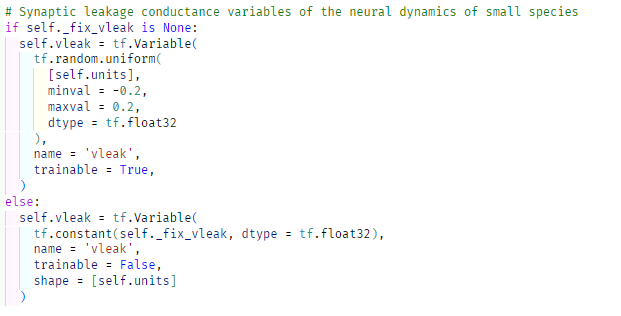 # Synaptic leakage conductance variables of the neural dynamics of small species
if self._fix_vleak is None:
  self.vleak = tf.Variable(
    tf.random.uniform(
      [self.units],
      minval = -0.2,
      maxval = 0.2,
      dtype = tf.float32
    ),
    name = 'vleak',
    trainable = True,
  )
else:
  self.vleak = tf.Variable(
    tf.constant(self._fix_vleak, dtype = tf.float32),
    name = 'vleak',
    trainable = False,
    shape = [self.units]
  )